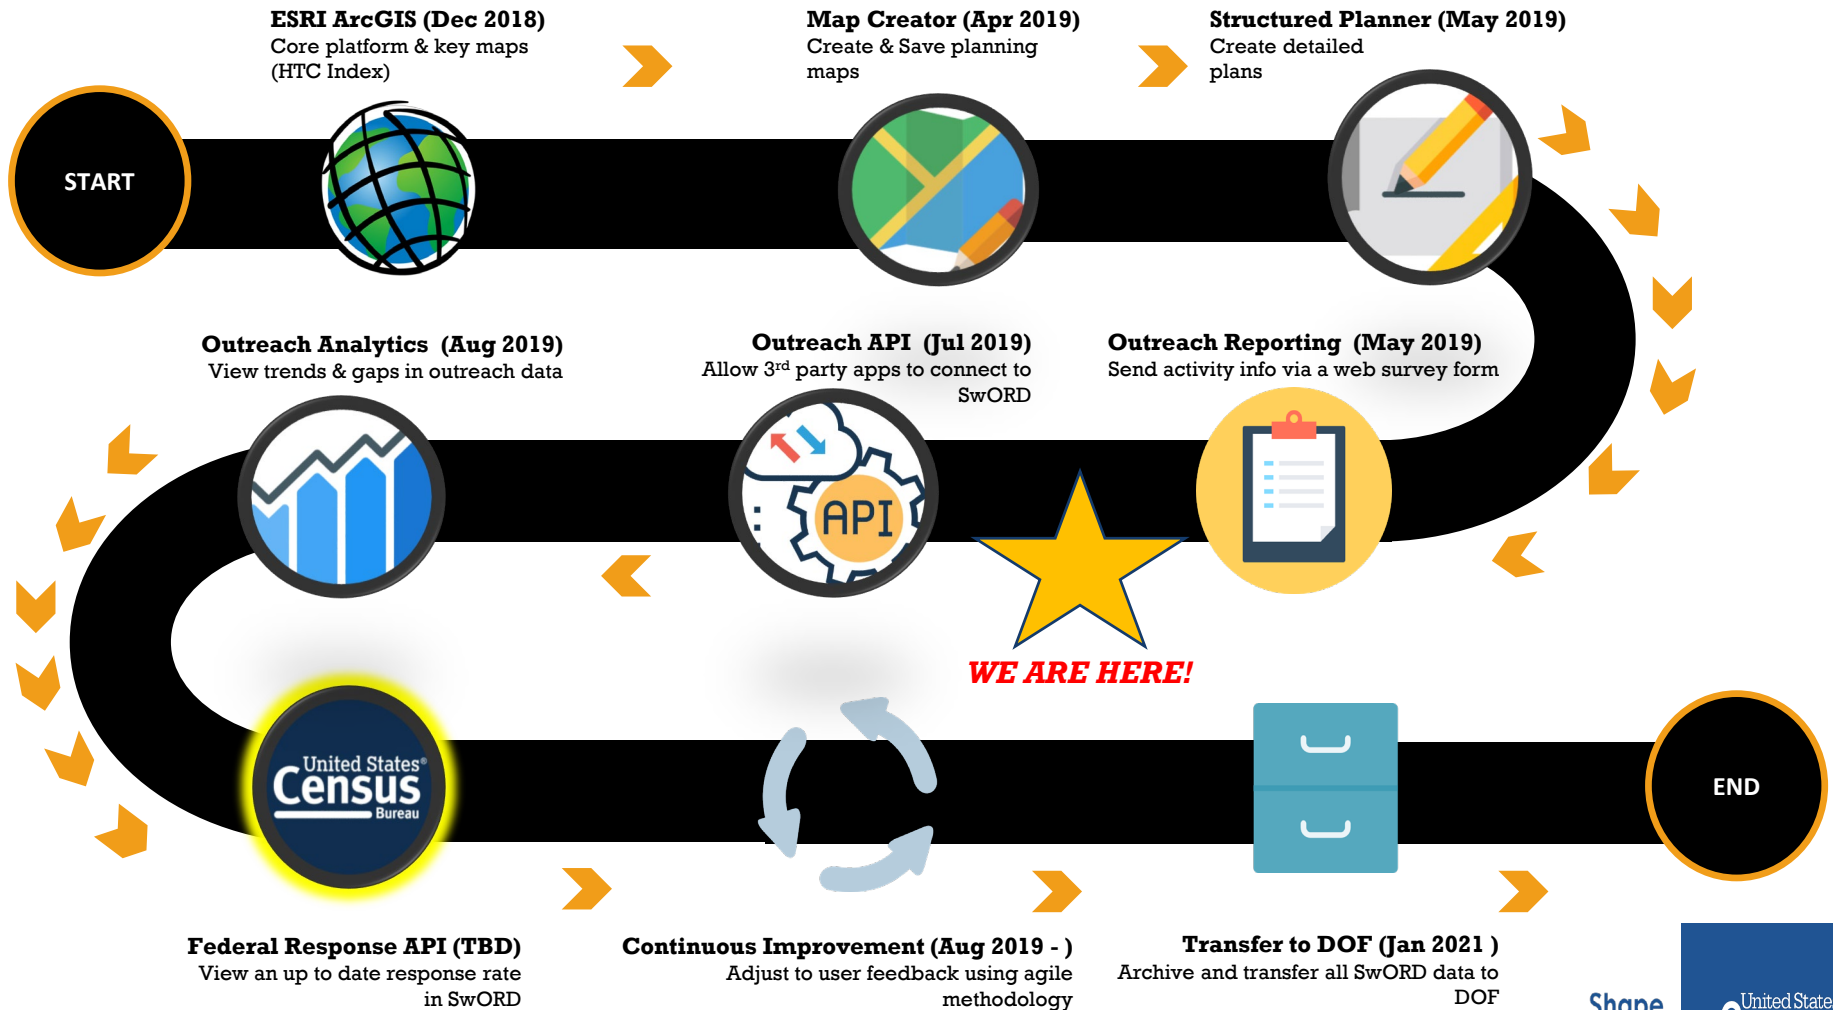 ESRI ArcGIS (Dec 2018)
Core platform & key maps
(HTC Index)
Map Creator (Apr 2019)
Create & Save planning
maps
Structured Planner (May 2019)
Create detailed
plans
START
Outreach Analytics  (Aug 2019)
View trends & gaps in outreach data
Outreach API  (Jul 2019)
Allow 3rd party apps to connect to
SwORD
Outreach Reporting  (May 2019)
Send activity info via a web survey form
API
WE ARE HERE!
United States®
Census
Bureau
END
Federal Response API (TBD)
View an up to date response rate
in SwORD
Continuous Improvement (Aug 2019 - )
Adjust to user feedback using agile
methodology
Transfer to DOF (Jan 2021 )
Archive and transfer all SwORD data to
DOF
Shape
United State